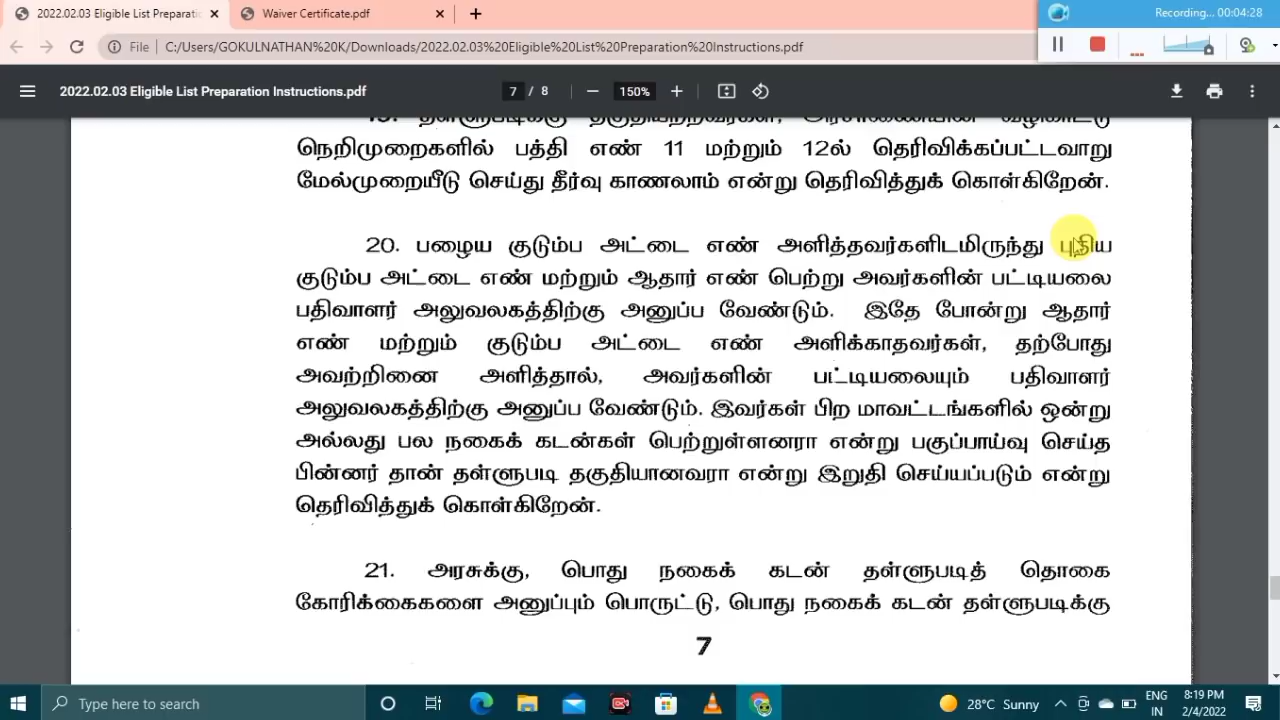 2022.02.03 Eligible List Preparati
Waiver Certificate.pdf
Recording... 00:04:28
File
C:/Users/GOKULNATHAN%20K/Downloads/2022.02.03%20Eligible%20List%20Preparation%20Instructions.pdf
2022.02.03 Eligible List Preparation Instructions.pdf
7 / 8
150%
நெறிமுறைகளில் பத்தி எண் 11 மற்றும் 12ல் தெரிவிக்கப்பட்டவாறு
மேல்முறையீடு செய்து தீர்வு காணலாம் என்று தெரிவித்துக் கொள்கிறேன்.
20. பழைய குடும்ப அட்டை எண் அளித்தவர்களிடமிருந்து புதிய
குடும்ப அட்டை எண் மற்றும் ஆதார் எண் பெற்று அவர்களின் பட்டியலை
பதிவாளர் அலுவலகத்திற்கு அனுப்ப வேண்டும். இதே போன்று ஆதார்
எண் மற்றும் குடும்ப அட்டை எண் அளிக்காதவர்கள், தற்போது
அவற்றினை அளித்தால், அவர்களின் பட்டியலையும் பதிவாளர்
அலுவலகத்திற்கு அனுப்ப வேண்டும். இவர்கள் பிற மாவட்டங்களில் ஒன்று
அல்லது பல நகைக் கடன்கள் பெற்றுள்ளனரா என்று பகுப்பாய்வு செய்த
பின்னர் தான் தள்ளுபடி தகுதியானவரா என்று இறுதி செய்யப்படும் என்று
தெரிவித்துக் கொள்கிறேன்.
21. அரசுக்கு, பொது நகைக் கடன் தள்ளுபடித் தொகை
கோரிக்கைகளை அனுப்பும் பொருட்டு, பொது நகைக் கடன் தள்ளுபடிக்கு
7
Type here to search
28°C Sunny
ENG
IN
8:19 PM
2/4/2022